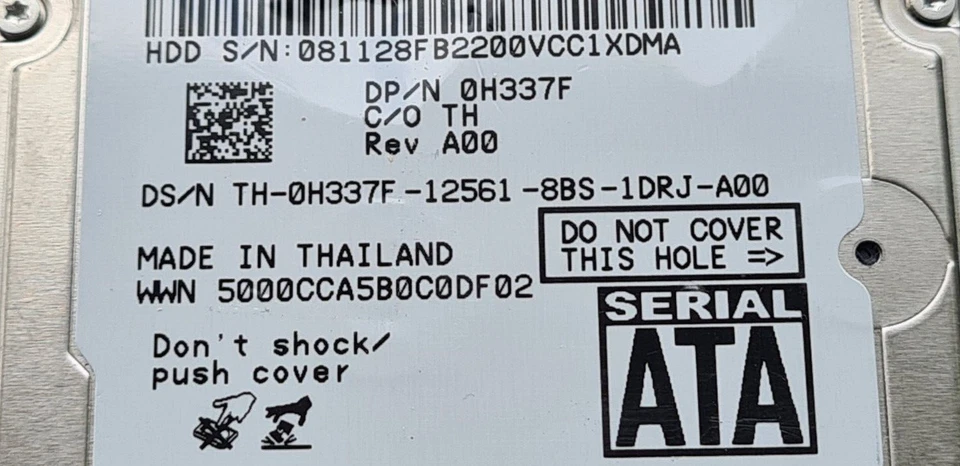 HDD S/N:081128FB2200VCC1XDMA
DP/N 0H337F
C/O TH
Rev A00
DS/N TH-0H337F-12561-8BS-1DRJ-A00
DO NOT COVER
THIS HOLE =>
MADE IN THAILAND
WWN 5000CCA5B0C0DF02
SERIAL
ATA
Don't shock/
push cover